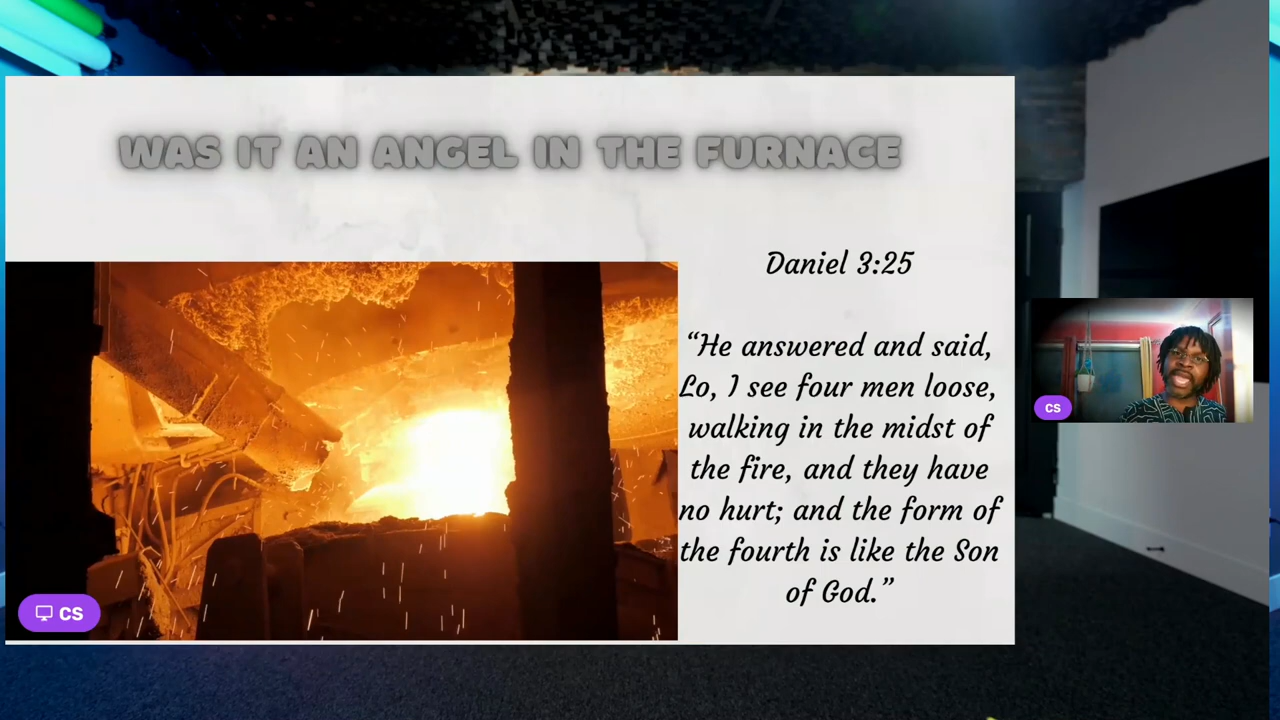 WAS IT AN ANGEL IN THE FURNACE
Daniel 3:25
“He answered and said,
Lo, I see four men loose,
walking in the midst of
the fire, and they have
no hurt; and the form of
the fourth is like the Son
of God.”
CS
CS